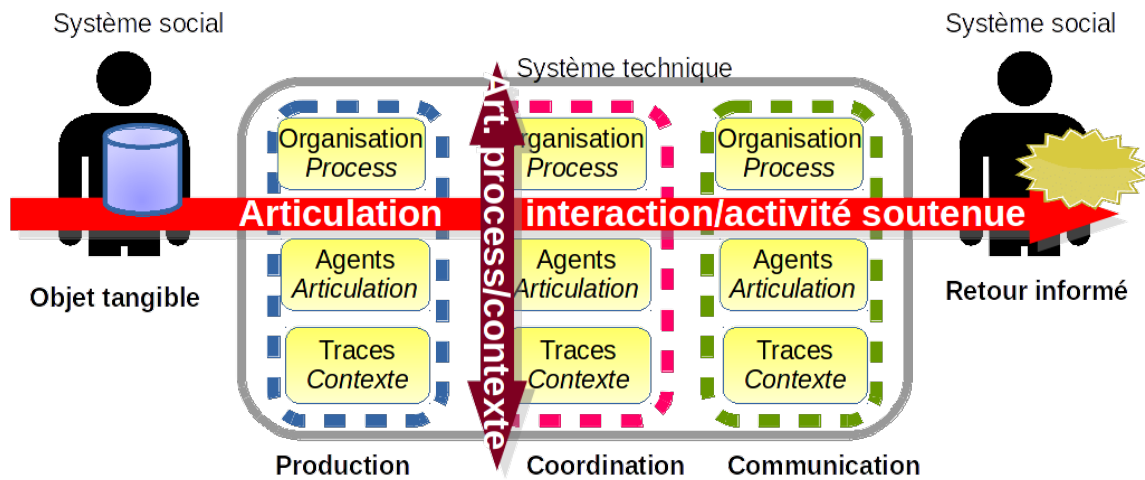 Système social
Système social
Système technique
Organisation
Process
rganisation
Process
Organisation
Process
Art. process/contexte
Articulation
interaction/activité soutenue
Agents
Articulation
Agents
Articulation
Agents
Articulation
Objet tangible
Retour informé
Traces
Contexte
Traces
Contexte
Traces
Contexte
Production
Coordination
Communication